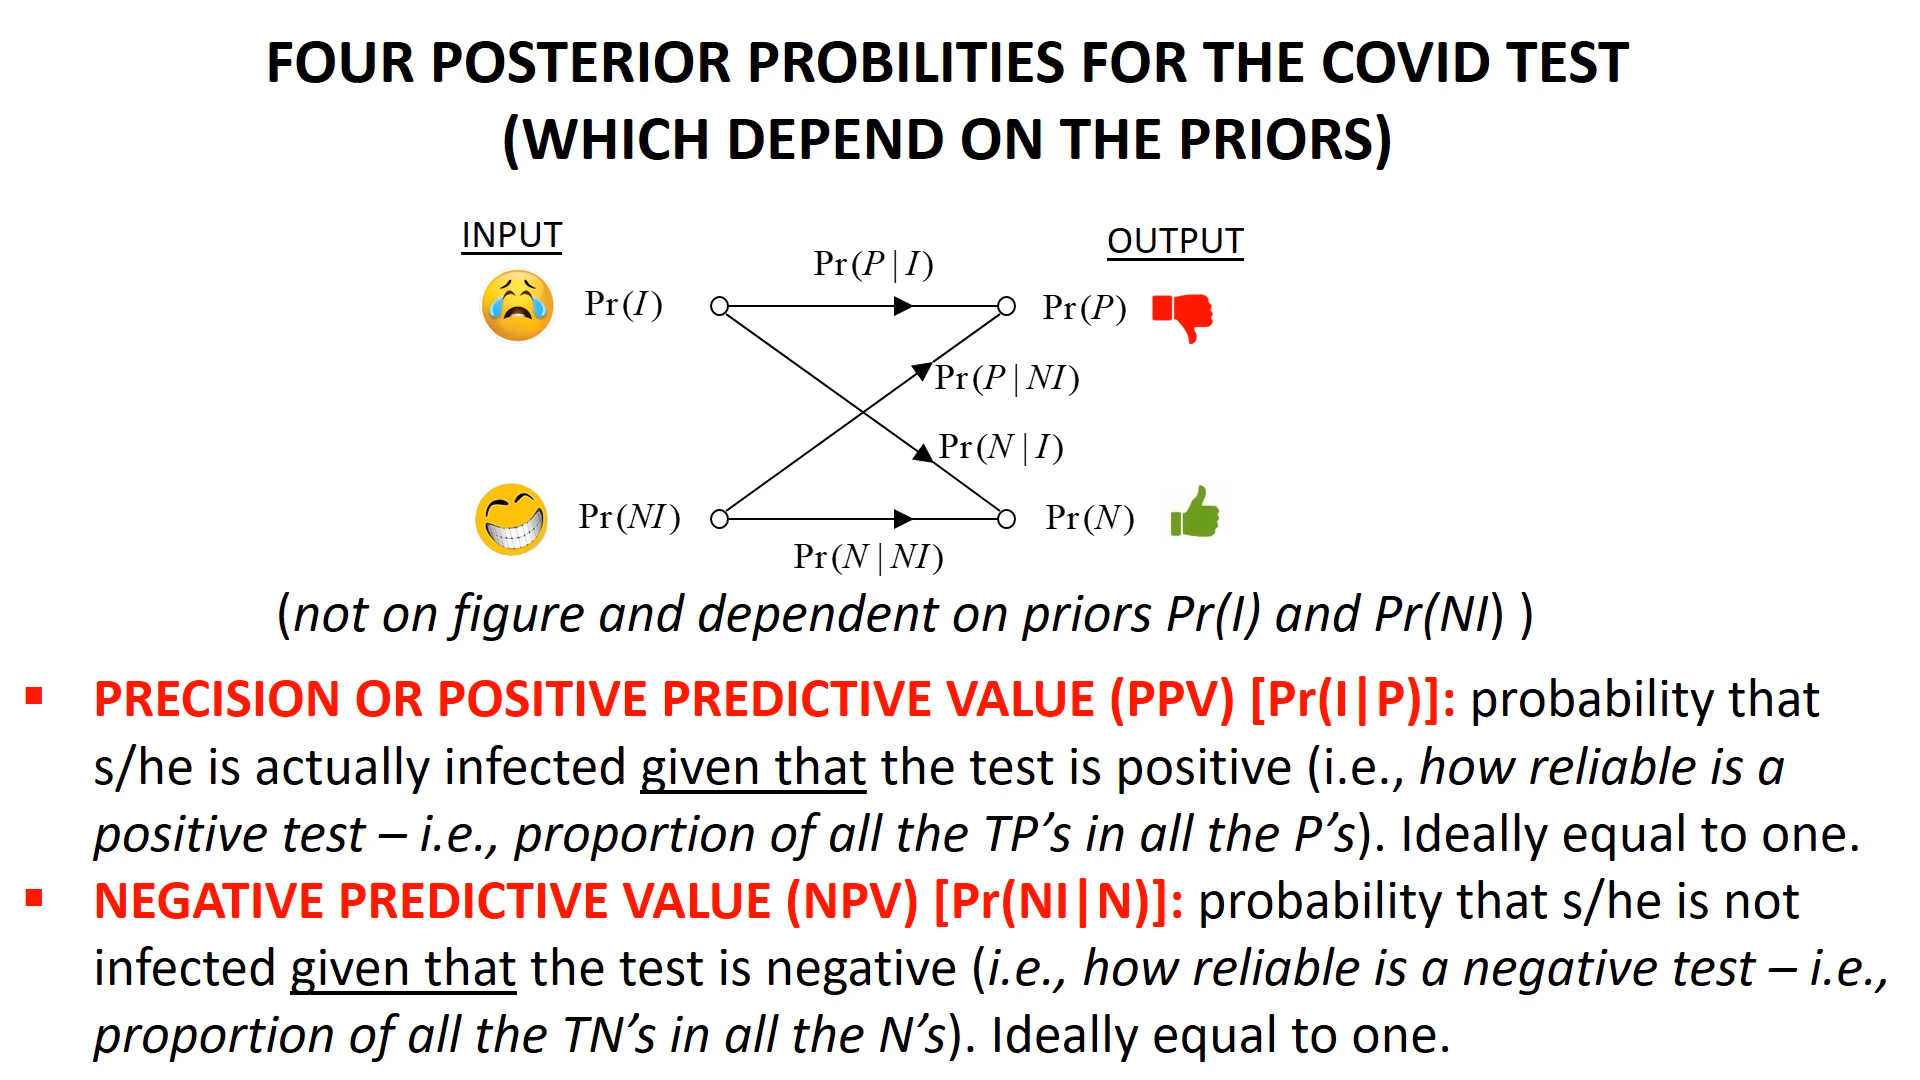 FOUR POSTERIOR PROBILITIES FOR THE COVID TEST
(WHICH DEPEND ON THE PRIORS)
INPUT
OUTPUT
Pr(P | I)
Pr(I)
Pr(P)
Pr(P | NI)
Pr(N | I)
Pr(NI)
Pr(N)
Pr(N | NI)
(not on figure and dependent on priors Pr(I) and Pr(NI) )
▪ PRECISION OR POSITIVE PREDICTIVE VALUE (PPV) [Pr(I|P)]: probability that
s/he is actually infected given that the test is positive (i.e., how reliable is a
positive test – i.e., proportion of all the TP’s in all the P’s). Ideally equal to one.
▪ NEGATIVE PREDICTIVE VALUE (NPV) [Pr(NI|N)]: probability that s/he is not
infected given that the test is negative (i.e., how reliable is a negative test – i.e.,
proportion of all the TN’s in all the N’s). Ideally equal to one.